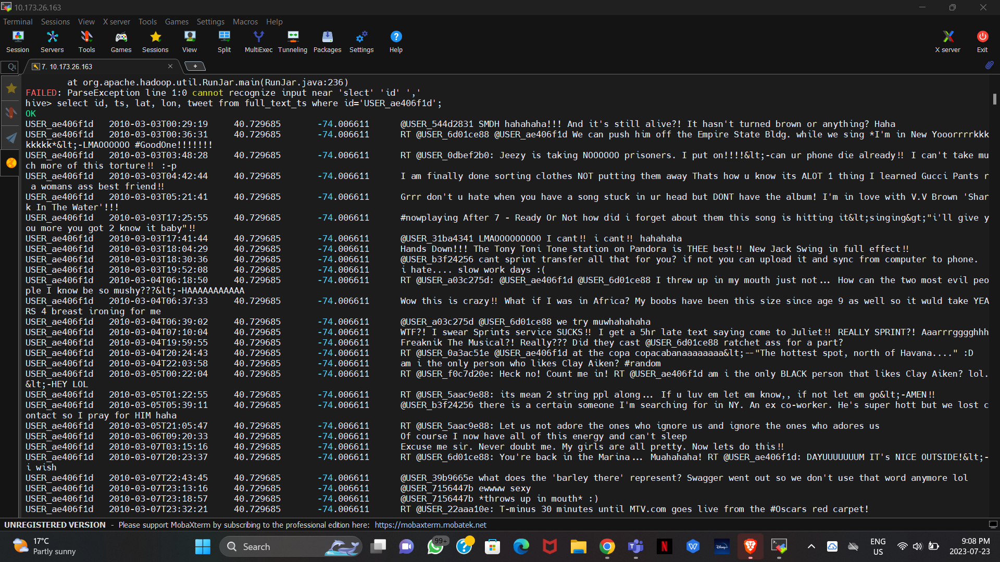 10.173.26.163
Terminal Sessions View X server Tools Games Settings Macros Help
Session Servers Tools Games Sessions View Split MultiExec Tunneling Packages Settings Help X server Exit
7. 10.173.26.163
at org.apache.hadoop.util.RunJar.main(RunJar.java:236)
FAILED: ParseException line 1:0 cannot recognize input near 'slect' 'id' ','
hive> select id, ts, lat, lon, tweet from full_text_ts where id='USER_ae406f1d';
OK
USER_ae406f1d 2010-03-03T00:29:19 40.729685 -74.006611 @USER_544d2831 SMDH hahahaha!!! And it's still alive?! It hasn't turned brown or anything? Haha
USER_ae406f1d 2010-03-03T00:36:31 40.729685 -74.006611 RT @USER_6d01ce88 @USER_ae406f1d We can push him off the Empire State Bldg. while we sing *I'm in New Yooorrrrkkk
kkkkk*&lt;-LMAOOOOOO #GoodOne!!!!!!!
USER_ae406f1d 2010-03-03T03:48:28 40.729685 -74.006611 RT @USER_0dbef2b0: Jeezy is taking NOOOOOO prisoners. I put on!!!!&lt;-can ur phone die already!! I can't take mu
ch more of this torture!! :-p
USER_ae406f1d 2010-03-03T04:42:44 40.729685 -74.006611 I am finally done sorting clothes NOT putting them away Thats how u know its ALOT 1 thing I learned Gucci Pants r
a womans ass best friend!!
USER_ae406f1d 2010-03-03T05:21:41 40.729685 -74.006611 Grrr don't u hate when you have a song stuck in ur head but DONT have the album! I'm in love with V.V Brown 'Shar
k In The Water'!!!
USER_ae406f1d 2010-03-03T17:25:55 40.729685 -74.006611 #nowplaying After 7 - Ready Or Not how did i forget about them this song is hitting it&lt;singing&gt;"i'll give y
ou more you got 2 know it baby"!!
USER_ae406f1d 2010-03-03T17:41:44 40.729685 -74.006611 @USER_31ba4341 LMAOOOOOOOOO I cant!! i cant!! hahahaha
USER_ae406f1d 2010-03-03T18:04:29 40.729685 -74.006611 Hands Down!!! The Tony Toni Tone station on Pandora is THEE best!! New Jack Swing in full effect!!
USER_ae406f1d 2010-03-03T18:30:36 40.729685 -74.006611 @USER_b3f24256 cant sprint transfer all that for you? if not you can upload it and sync from computer to phone.
USER_ae406f1d 2010-03-03T19:52:08 40.729685 -74.006611 i hate.... slow work days :(
USER_ae406f1d 2010-03-04T06:18:50 40.729685 -74.006611 RT @USER_a03c275d: @USER_ae406f1d @USER_6d01ce88 I threw up in my mouth just not... How can the two most evil peo
ple I know be so mushy???&lt;-HAAAAAAAAAAA
USER_ae406f1d 2010-03-04T06:37:33 40.729685 -74.006611 Wow this is crazy!! What if I was in Africa? My boobs have been this size since age 9 as well so it wuld take YEA
RS 4 breast ironing for me
USER_ae406f1d 2010-03-04T06:39:02 40.729685 -74.006611 @USER_a03c275d @USER_6d01ce88 we try muwhahahaha
USER_ae406f1d 2010-03-04T07:10:04 40.729685 -74.006611 WTF?! I swear Sprints service SUCKS!! I get a 5hr late text saying come to Juliet!! REALLY SPRINT?! Aaarrrgggghhh
USER_ae406f1d 2010-03-04T19:59:55 40.729685 -74.006611 Freaknik The Musical?! Really??? Did they cast @USER_6d01ce88 ratchet ass for a part?
USER_ae406f1d 2010-03-04T20:24:43 40.729685 -74.006611 RT @USER_0a3ac51e @USER_ae406f1d at the copa copacabanaaaaaaaa&lt;--"The hottest spot, north of Havana...." :D
USER_ae406f1d 2010-03-04T22:03:58 40.729685 -74.006611 am i the only person who likes Clay Aiken? #random
USER_ae406f1d 2010-03-05T00:22:04 40.729685 -74.006611 RT @USER_f0c7d20e: Heck no! Count me in! RT @USER_ae406f1d am i the only BLACK person that likes Clay Aiken? lol.
&lt;-HEY LOL
USER_ae406f1d 2010-03-05T01:22:55 40.729685 -74.006611 RT @USER_5aac9e88: its mean 2 string ppl along... If u luv em let em know,, if not let em go&lt;-AMEN!!
USER_ae406f1d 2010-03-05T05:39:11 40.729685 -74.006611 @USER_b3f24256 there is a certain someone I'm searching for in NY. An ex co-worker. He's super hott but we lost c
ontact so I pray for HIM haha
USER_ae406f1d 2010-03-05T21:05:47 40.729685 -74.006611 RT @USER_5aac9e88: Let us not adore the ones who ignore us and ignore the ones who adores us
USER_ae406f1d 2010-03-06T09:20:33 40.729685 -74.006611 Of course I now have all of this energy and can't sleep
USER_ae406f1d 2010-03-07T03:15:16 40.729685 -74.006611 Excuse me sir. Never doubt me. My girls are all pretty. Now lets do this!!
USER_ae406f1d 2010-03-07T20:23:37 40.729685 -74.006611 RT @USER_6d01ce88: You're back in the Marina... Muahahaha! RT @USER_ae406f1d: DAYUUUUUUUM IT's NICE OUTSIDE!&lt;-
i wish
USER_ae406f1d 2010-03-07T22:43:45 40.729685 -74.006611 @USER_39b9665e what does the 'barley there' represent? Swagger went out so we don't use that word anymore lol
USER_ae406f1d 2010-03-07T23:13:16 40.729685 -74.006611 @USER_7156447b ewwww sexy
USER_ae406f1d 2010-03-07T23:18:57 40.729685 -74.006611 @USER_7156447b *throws up in mouth* :)
USER_ae406f1d 2010-03-07T23:32:21 40.729685 -74.006611 RT @USER_22aaa10e: T-minus 30 minutes until MTV.com goes live from the #Oscars red carpet!
UNREGISTERED VERSION - Please support MobaXterm by subscribing to the professional edition here: https://mobaxterm.mobatek.net
17°C
Partly sunny
Search
99+
ENG
US
9:08 PM
2023-07-23